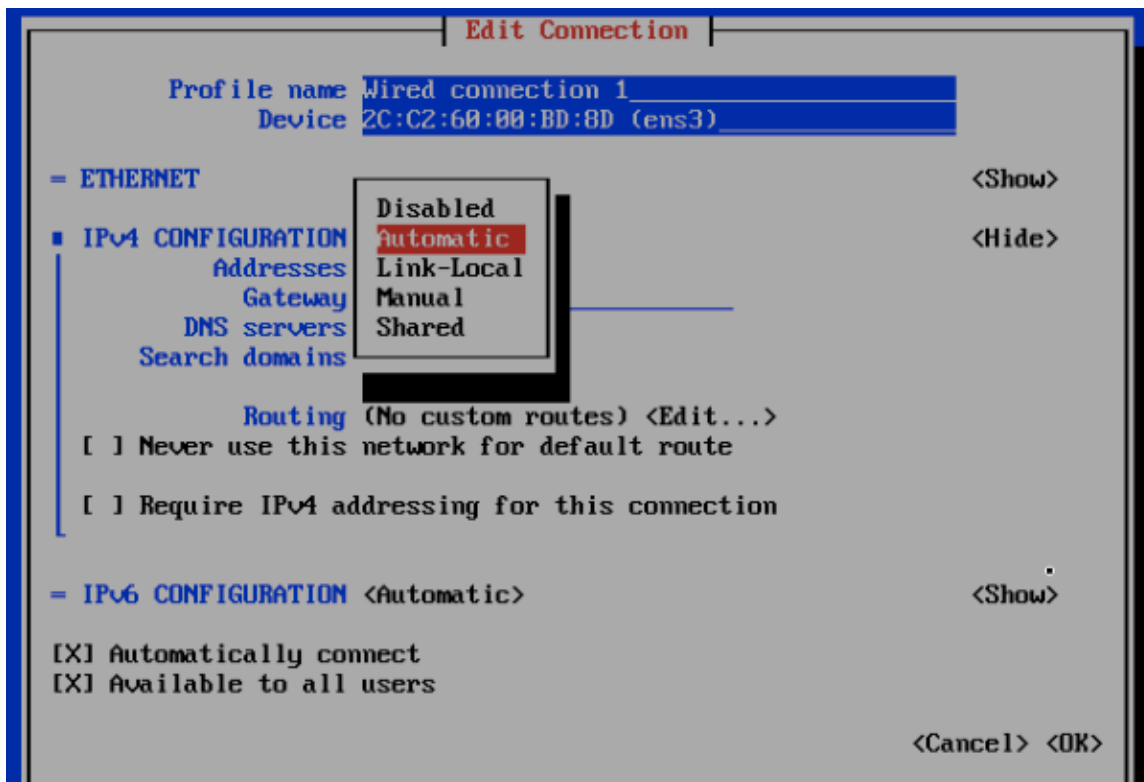 Edit Connection
Profile name Wired connection 1
Device 2C:C2:60:00:BD:8D (ens3)
= ETHERNET <Show>
Disabled
IPv4 CONFIGURATION Automatic <Hide>
Addresses Link-Local
Gateway Manual
DNS servers Shared
Search domains
Routing (No custom routes) <Edit...>
[ ] Never use this network for default route
[ ] Require IPv4 addressing for this connection
= IPv6 CONFIGURATION <Automatic> <Show>
[X] Automatically connect
[X] Available to all users
<Cancel> <OK>